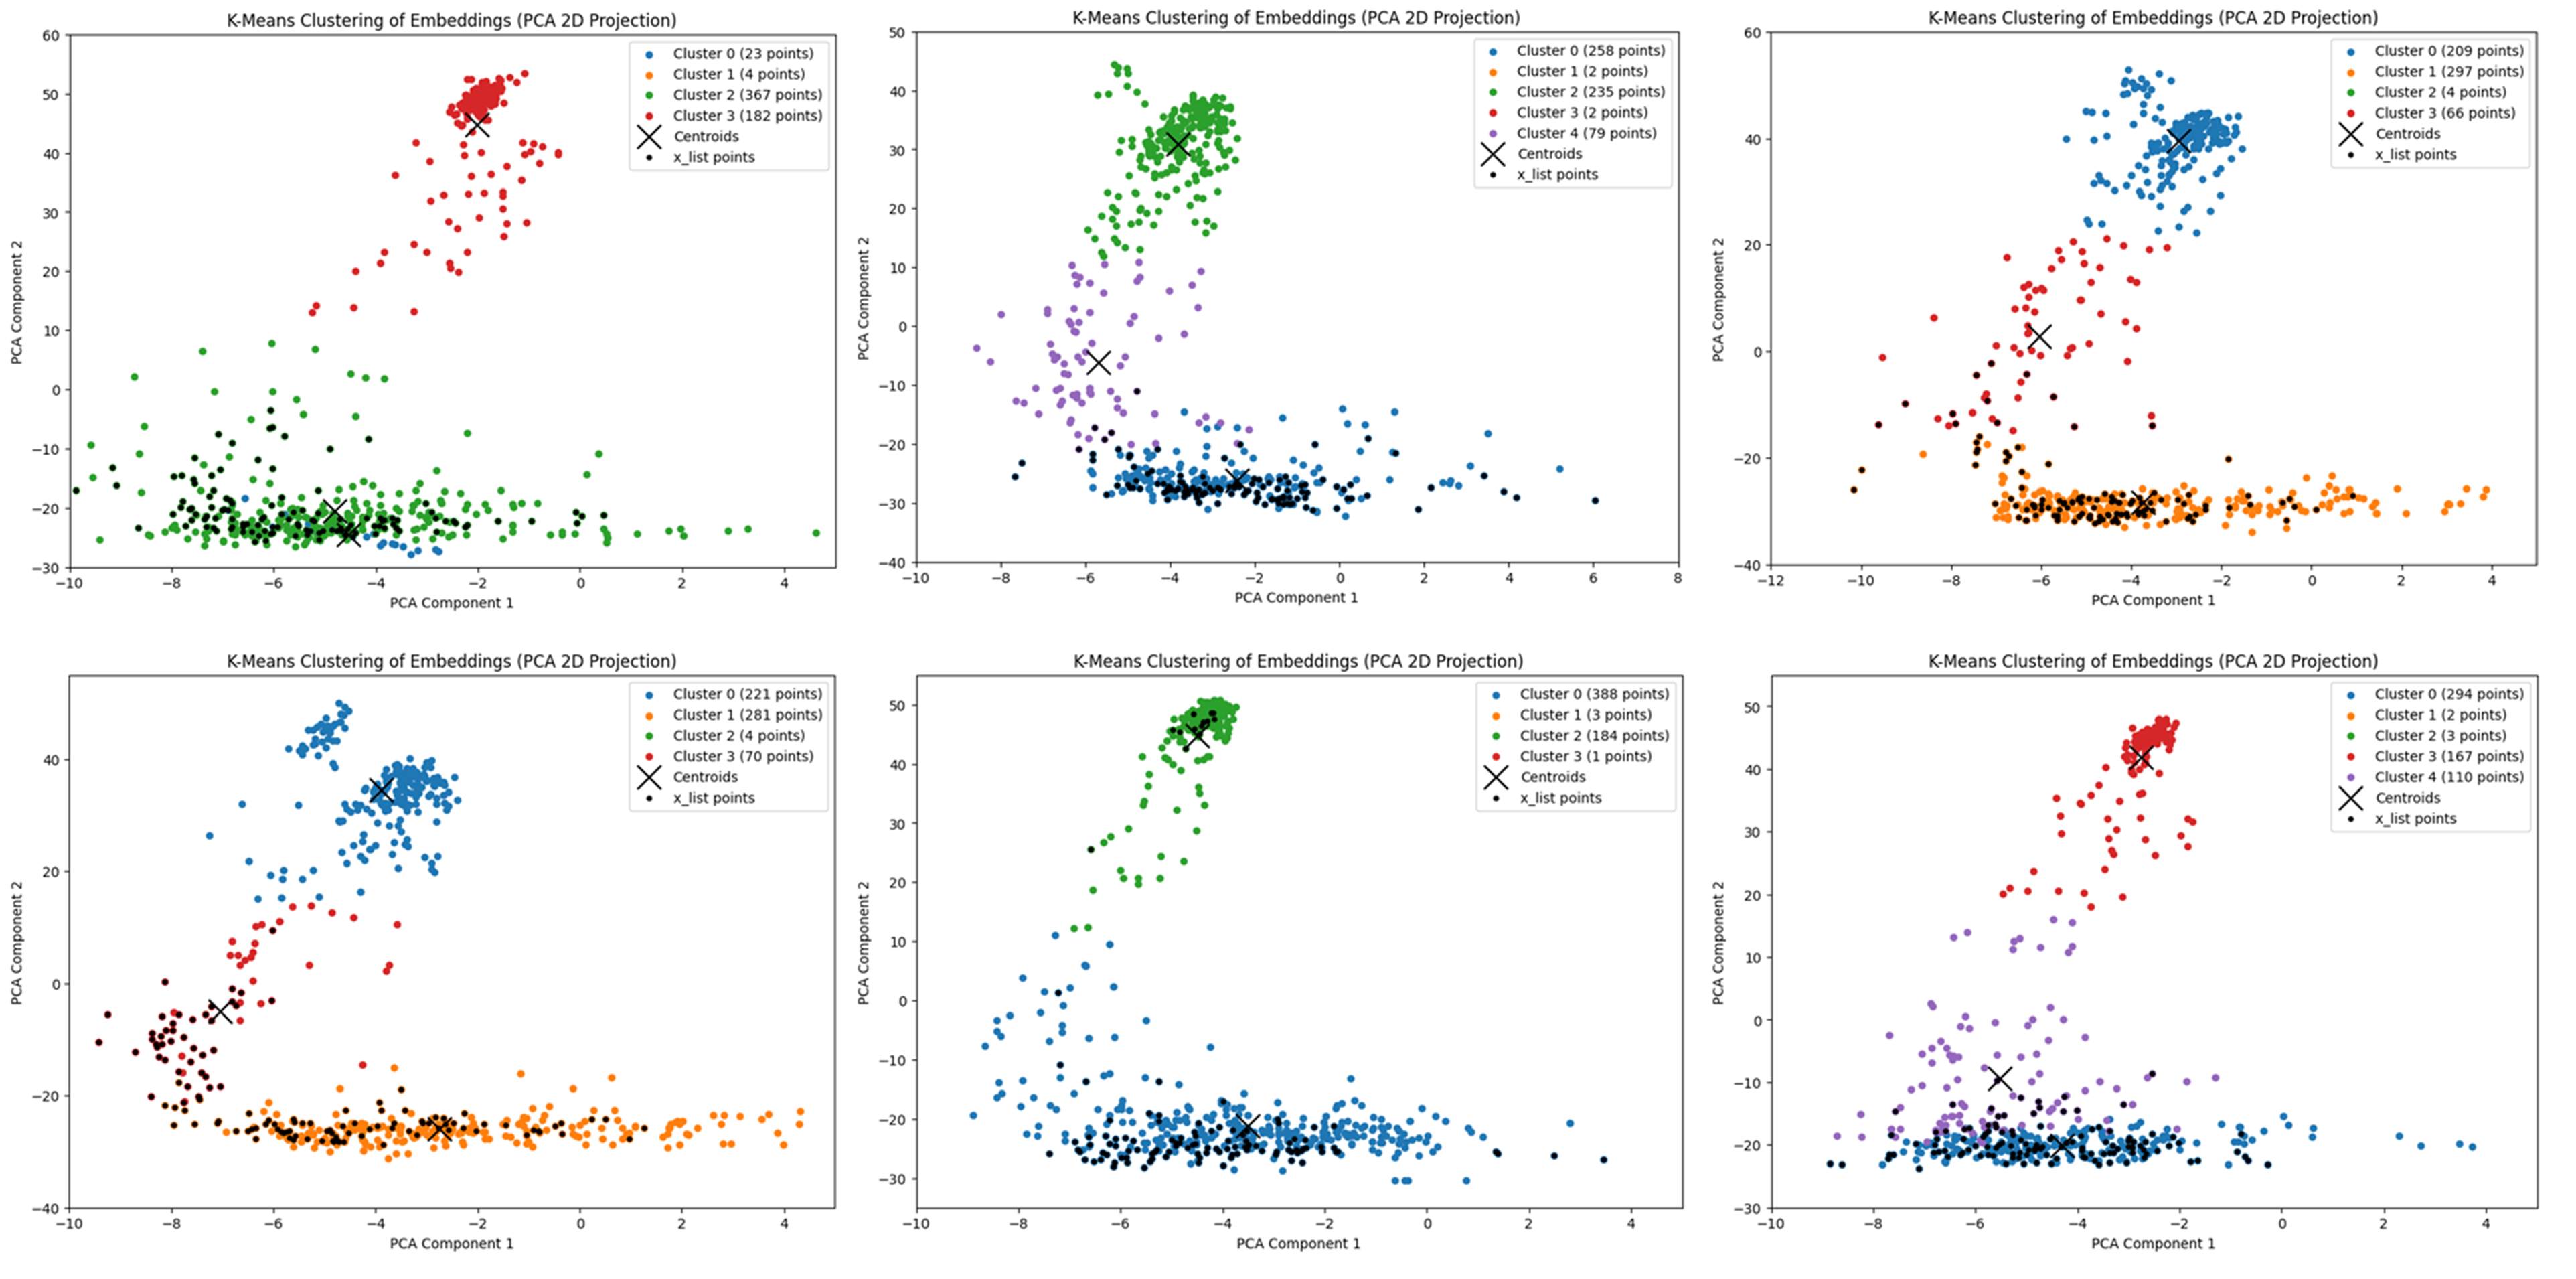 K-Means Clustering of Embeddings (PCA 2D Projection)
60
50
40
30
20
10
0
−10
−20
−30
PCA Component 2
Cluster 0 (23 points)
Cluster 1 (4 points)
Cluster 2 (367 points)
Cluster 3 (182 points)
Centroids
x_list points
−10 −8 −6 −4 −2 0 2 4
PCA Component 1
K-Means Clustering of Embeddings (PCA 2D Projection)
50
40
30
20
10
0
−10
−20
−30
−40
PCA Component 2
Cluster 0 (258 points)
Cluster 1 (2 points)
Cluster 2 (235 points)
Cluster 3 (2 points)
Cluster 4 (79 points)
Centroids
x_list points
−10 −8 −6 −4 −2 0 2 4 6 8
PCA Component 1
K-Means Clustering of Embeddings (PCA 2D Projection)
60
40
20
0
−20
−40
PCA Component 2
Cluster 0 (209 points)
Cluster 1 (297 points)
Cluster 2 (4 points)
Cluster 3 (66 points)
Centroids
x_list points
−12 −10 −8 −6 −4 −2 0 2 4
PCA Component 1
K-Means Clustering of Embeddings (PCA 2D Projection)
40
20
0
−20
−40
PCA Component 2
Cluster 0 (221 points)
Cluster 1 (281 points)
Cluster 2 (4 points)
Cluster 3 (70 points)
Centroids
x_list points
−10 −8 −6 −4 −2 0 2 4
PCA Component 1
K-Means Clustering of Embeddings (PCA 2D Projection)
50
40
30
20
10
0
−10
−20
−30
PCA Component 2
Cluster 0 (388 points)
Cluster 1 (3 points)
Cluster 2 (184 points)
Cluster 3 (1 points)
Centroids
x_list points
−10 −8 −6 −4 −2 0 2 4
PCA Component 1
K-Means Clustering of Embeddings (PCA 2D Projection)
50
40
30
20
10
0
−10
−20
−30
PCA Component 2
Cluster 0 (294 points)
Cluster 1 (2 points)
Cluster 2 (3 points)
Cluster 3 (167 points)
Cluster 4 (110 points)
Centroids
x_list points
−10 −8 −6 −4 −2 0 2 4
PCA Component 1